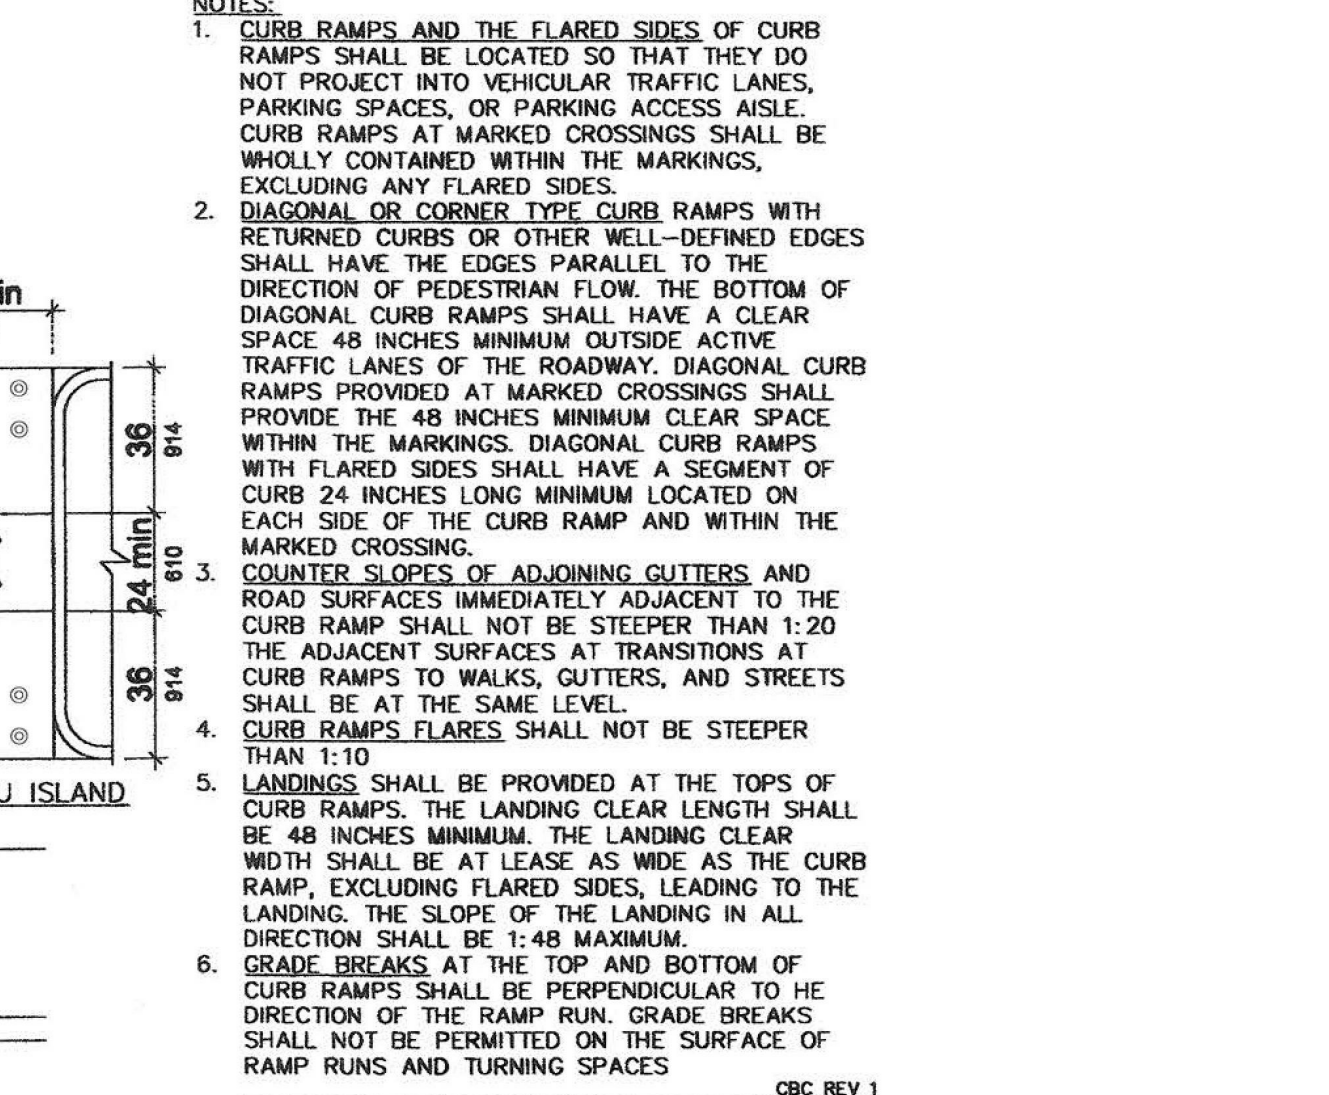 NOTES:
1. CURB RAMPS AND THE FLARED SIDES OF CURB
RAMPS SHALL BE LOCATED SO THAT THEY DO
NOT PROJECT INTO VEHICULAR TRAFFIC LANES,
PARKING SPACES, OR PARKING ACCESS AISLE.
CURB RAMPS AT MARKED CROSSINGS SHALL BE
WHOLLY CONTAINED WITHIN THE MARKINGS,
EXCLUDING ANY FLARED SIDES.
2. DIAGONAL OR CORNER TYPE CURB RAMPS WITH
RETURNED CURBS OR OTHER WELL-DEFINED EDGES
SHALL HAVE THE EDGES PARALLEL TO THE
DIRECTION OF PEDESTRIAN FLOW. THE BOTTOM OF
DIAGONAL CURB RAMPS SHALL HAVE A CLEAR
SPACE 48 INCHES MINIMUM OUTSIDE ACTIVE
TRAFFIC LANES OF THE ROADWAY. DIAGONAL CURB
RAMPS PROVIDED AT MARKED CROSSINGS SHALL
PROVIDE THE 48 INCHES MINIMUM CLEAR SPACE
WITHIN THE MARKINGS. DIAGONAL CURB RAMPS
WITH FLARED SIDES SHALL HAVE A SEGMENT OF
CURB 24 INCHES LONG MINIMUM LOCATED ON
EACH SIDE OF THE CURB RAMP AND WITHIN THE
MARKED CROSSING.
3. COUNTER SLOPES OF ADJOINING GUTTERS AND
ROAD SURFACES IMMEDIATELY ADJACENT TO THE
CURB RAMP SHALL NOT BE STEEPER THAN 1:20
THE ADJACENT SURFACES AT TRANSITIONS AT
CURB RAMPS TO WALKS, GUTTERS, AND STREETS
SHALL BE AT THE SAME LEVEL.
4. CURB RAMPS FLARES SHALL NOT BE STEEPER
THAN 1:10
5. LANDINGS SHALL BE PROVIDED AT THE TOPS OF
CURB RAMPS. THE LANDING CLEAR LENGTH SHALL
BE 48 INCHES MINIMUM. THE LANDING CLEAR
WIDTH SHALL BE AT LEASE AS WIDE AS THE CURB
RAMP, EXCLUDING FLARED SIDES, LEADING TO THE
LANDING. THE SLOPE OF THE LANDING IN ALL
DIRECTION SHALL BE 1:48 MAXIMUM.
6. GRADE BREAKS AT THE TOP AND BOTTOM OF
CURB RAMPS SHALL BE PERPENDICULAR TO HE
DIRECTION OF THE RAMP RUN. GRADE BREAKS
SHALL NOT BE PERMITTED ON THE SURFACE OF
RAMP RUNS AND TURNING SPACES
CBC REV 1
in
36
914
24 min
610
36
914
ISLAND